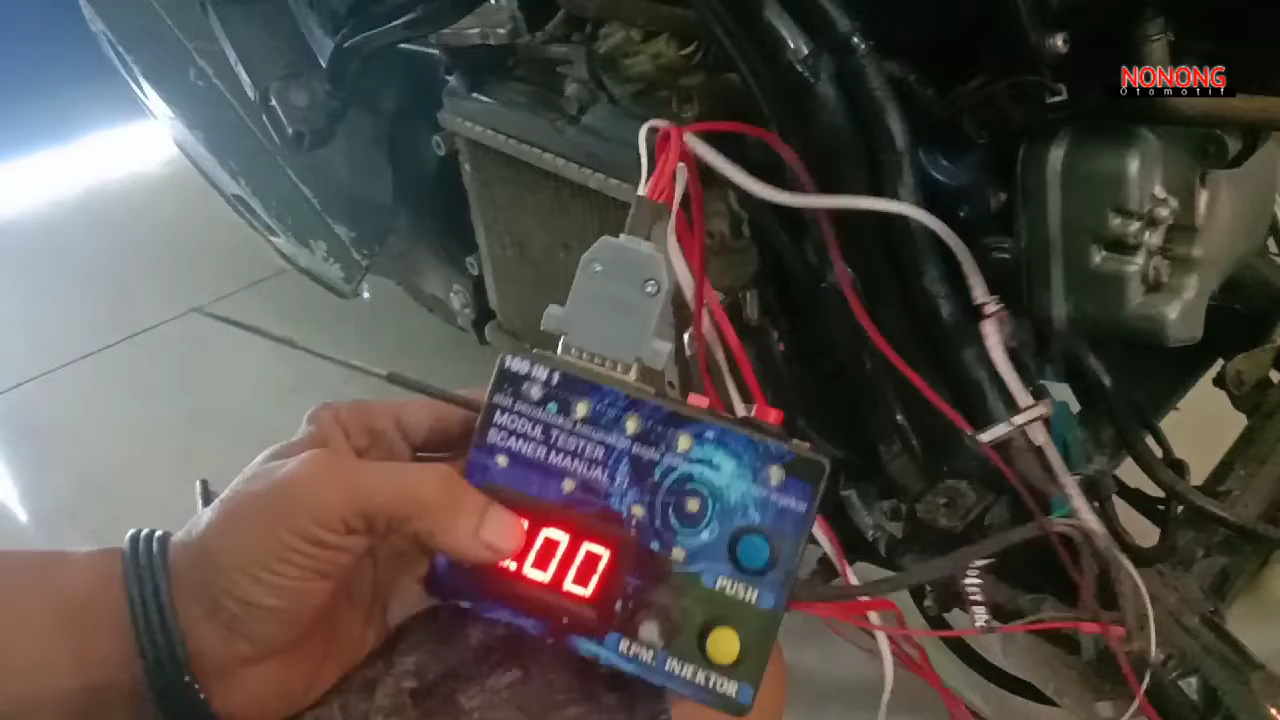 NONONG
Otomotif
100 IN 1
MODUL TESTER
SCANER MANUAL
.00
PUSH
RPM. INJEKTOR